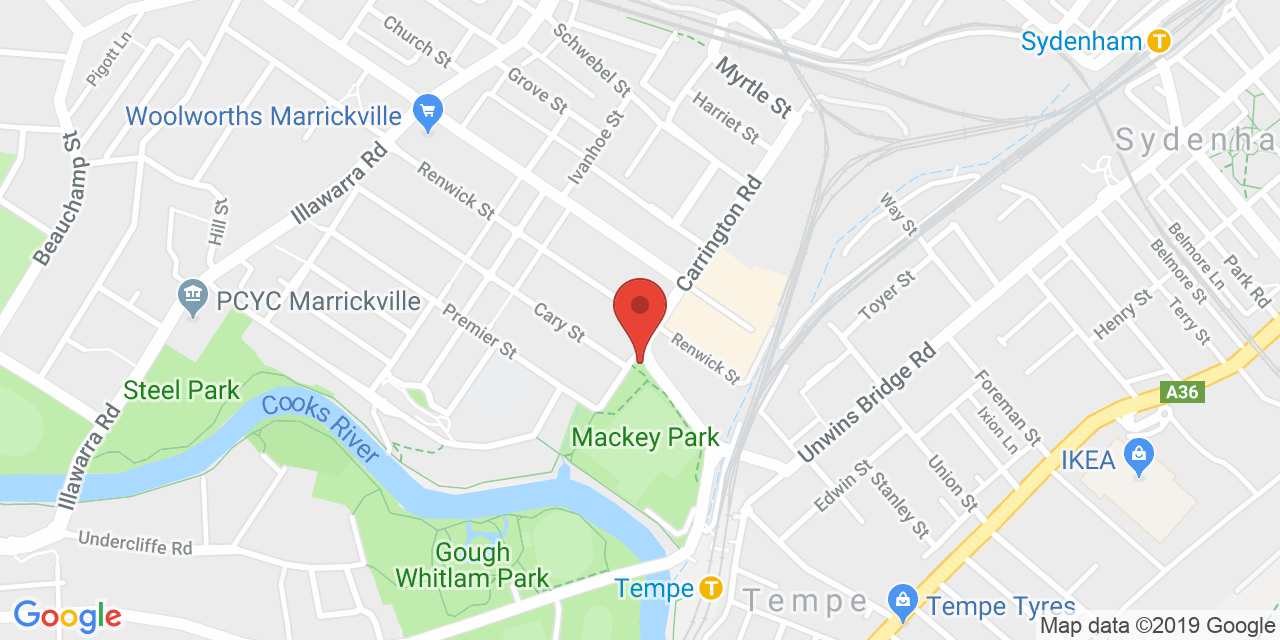 Church St
Pigott Ln
Schwebel St
Sydenham T
Myrtle St
Grove St
Woolworths Marrickville
Harriet St
Sydenha
Ivanhoe St
Beauchamp St
Illawarra Rd
Renwick St
Hill St
Carrington Rd
Way St
Belmore Ln
Belmore St
Park Rd
Toyer St
Terry St
Henry St
PCYC Marrickville
Premier St
Cary St
Renwick St
Unwins Bridge Rd
Steel Park
Cooks River
A36
Foreman St
Ixion Ln
Illawarra Rd
Mackey Park
IKEA
Edwin St
Stanley St
Union St
Undercliffe Rd
Gough
Whitlam Park
Tempe T
Tempe
Tempe Tyres
Google
Map data ©2019 Google